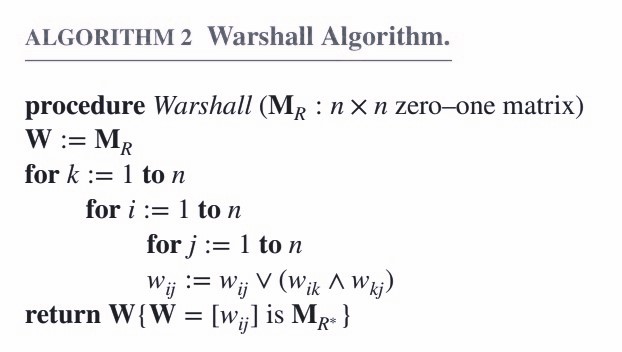 ALGORITHM 2 Warshall Algorithm.
procedure Warshall (M_R : n × n zero–one matrix)
W := M_R
for k := 1 to n
for i := 1 to n
for j := 1 to n
w_ij := w_ij ∨ (w_ik ∧ w_kj)
return W{W = [w_ij] is M_R*}